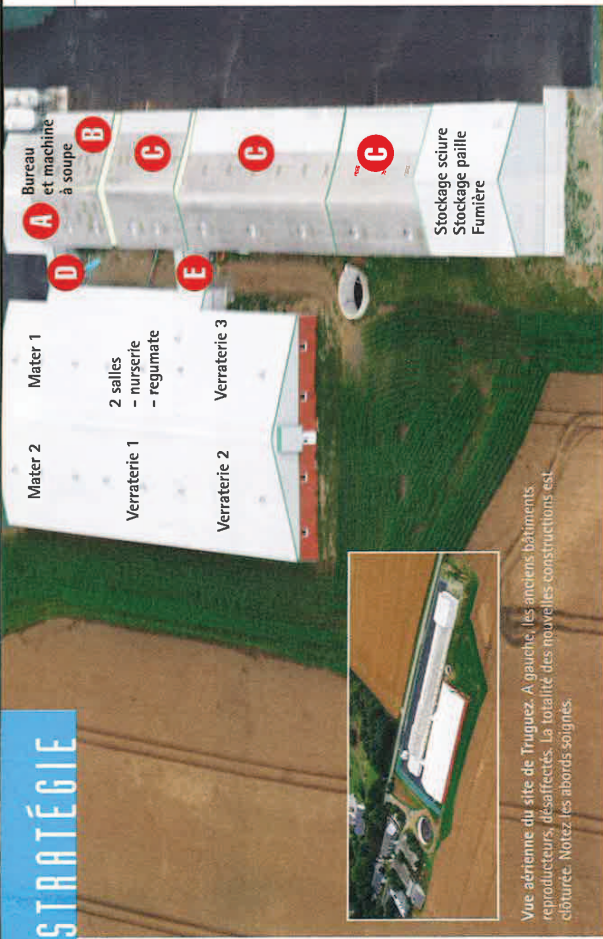 STRATÉGIE
Mater 2
Mater 1
Verraterie 1
2 salles
- nurserie
- regumate
Verraterie 2
Verraterie 3
D
E
A
Bureau
et machine
à soupe
B
C
C
C
Stockage sciure
Stockage paille
Fumière
Vue aérienne du site de Truguez. A gauche, les anciens bâtiments
reproducteurs, désaffectés. La totalité des nouvelles constructions est
clôturée. Notez les abords soignés.